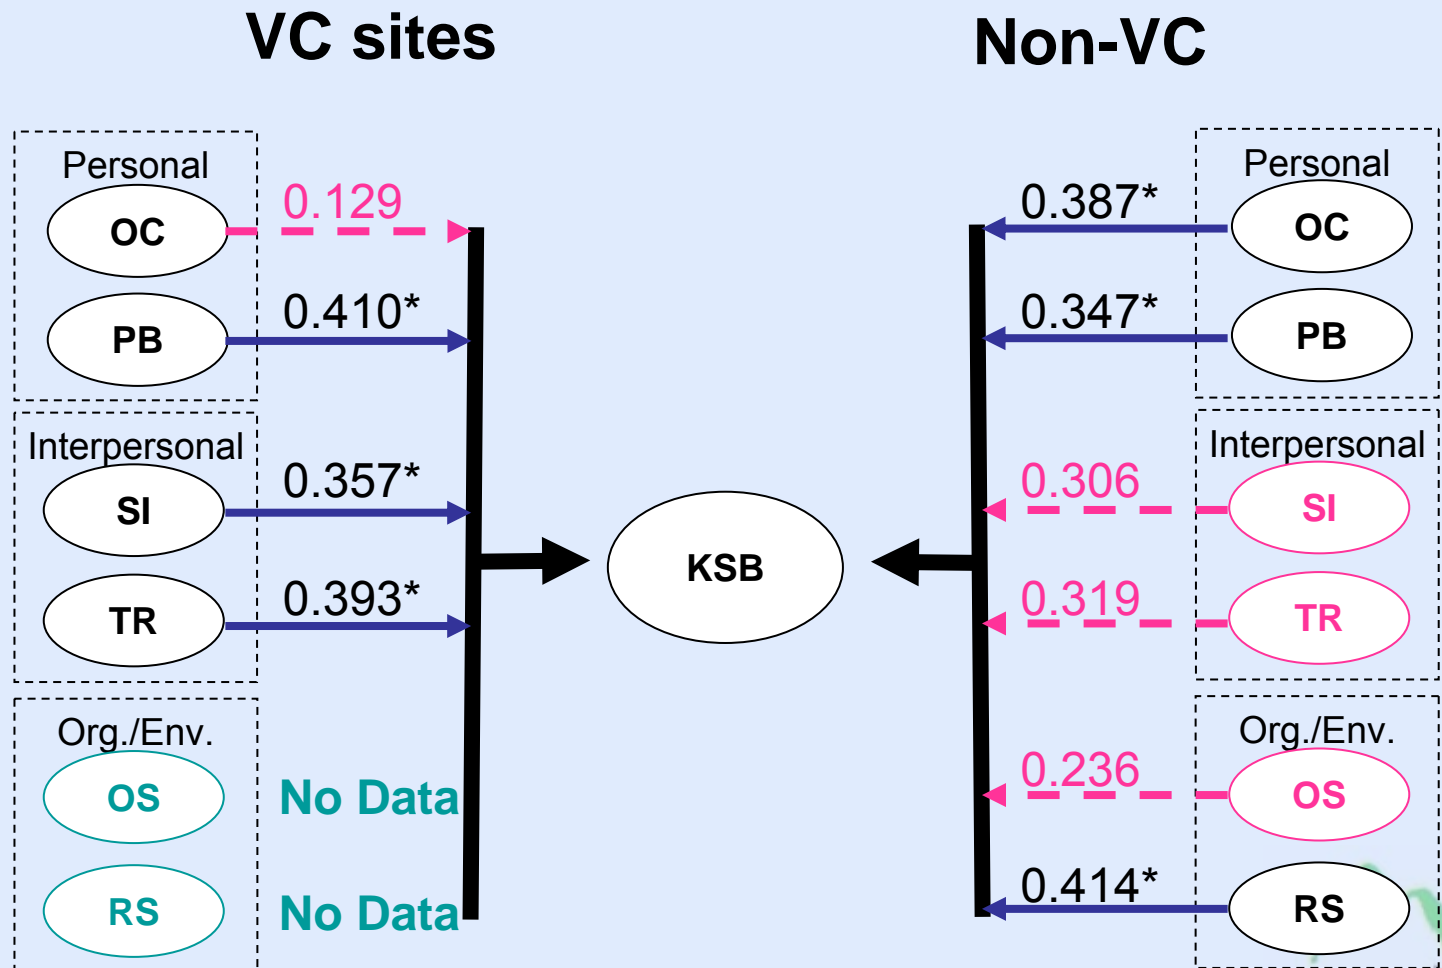 VC sites
Non-VC
Personal
OC
0.129
PB
0.410*
Interpersonal
SI
0.357*
TR
0.393*
Org./Env.
OS
No Data
RS
No Data
KSB
Personal
0.387*
OC
0.347*
PB
Interpersonal
0.306
SI
0.319
TR
Org./Env.
0.236
OS
0.414*
RS